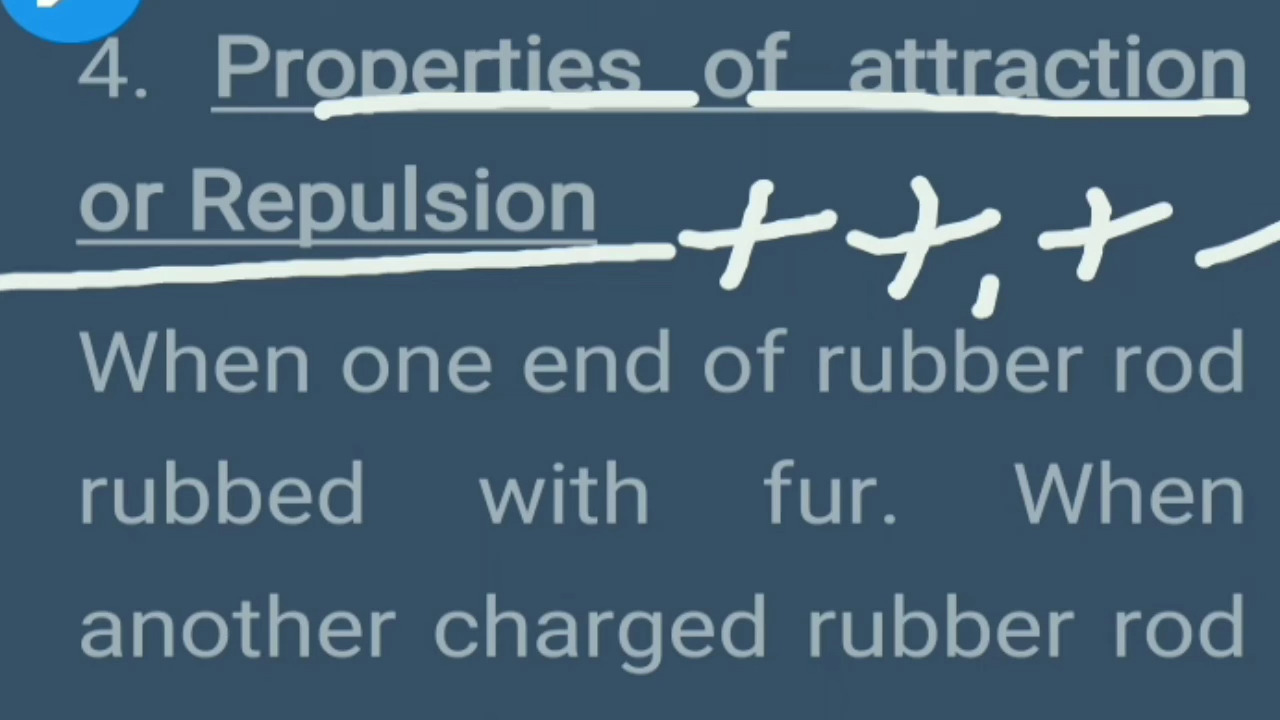 4. Properties of attraction
or Repulsion + +, + -
When one end of rubber rod
rubbed with fur. When
another charged rubber rod